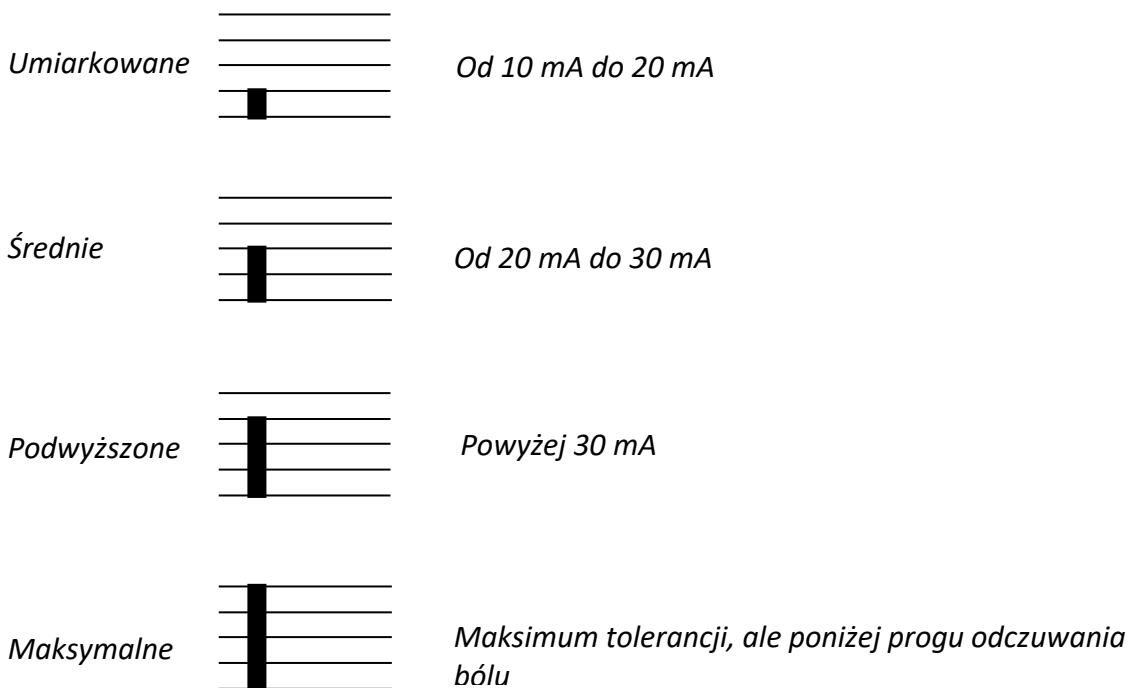 Umiarkowane
Od 10 mA do 20 mA
Średnie
Od 20 mA do 30 mA
Podwyższone
Powyżej 30 mA
Maksymalne
Maksimum tolerancji, ale poniżej progu odczuwania
bólu